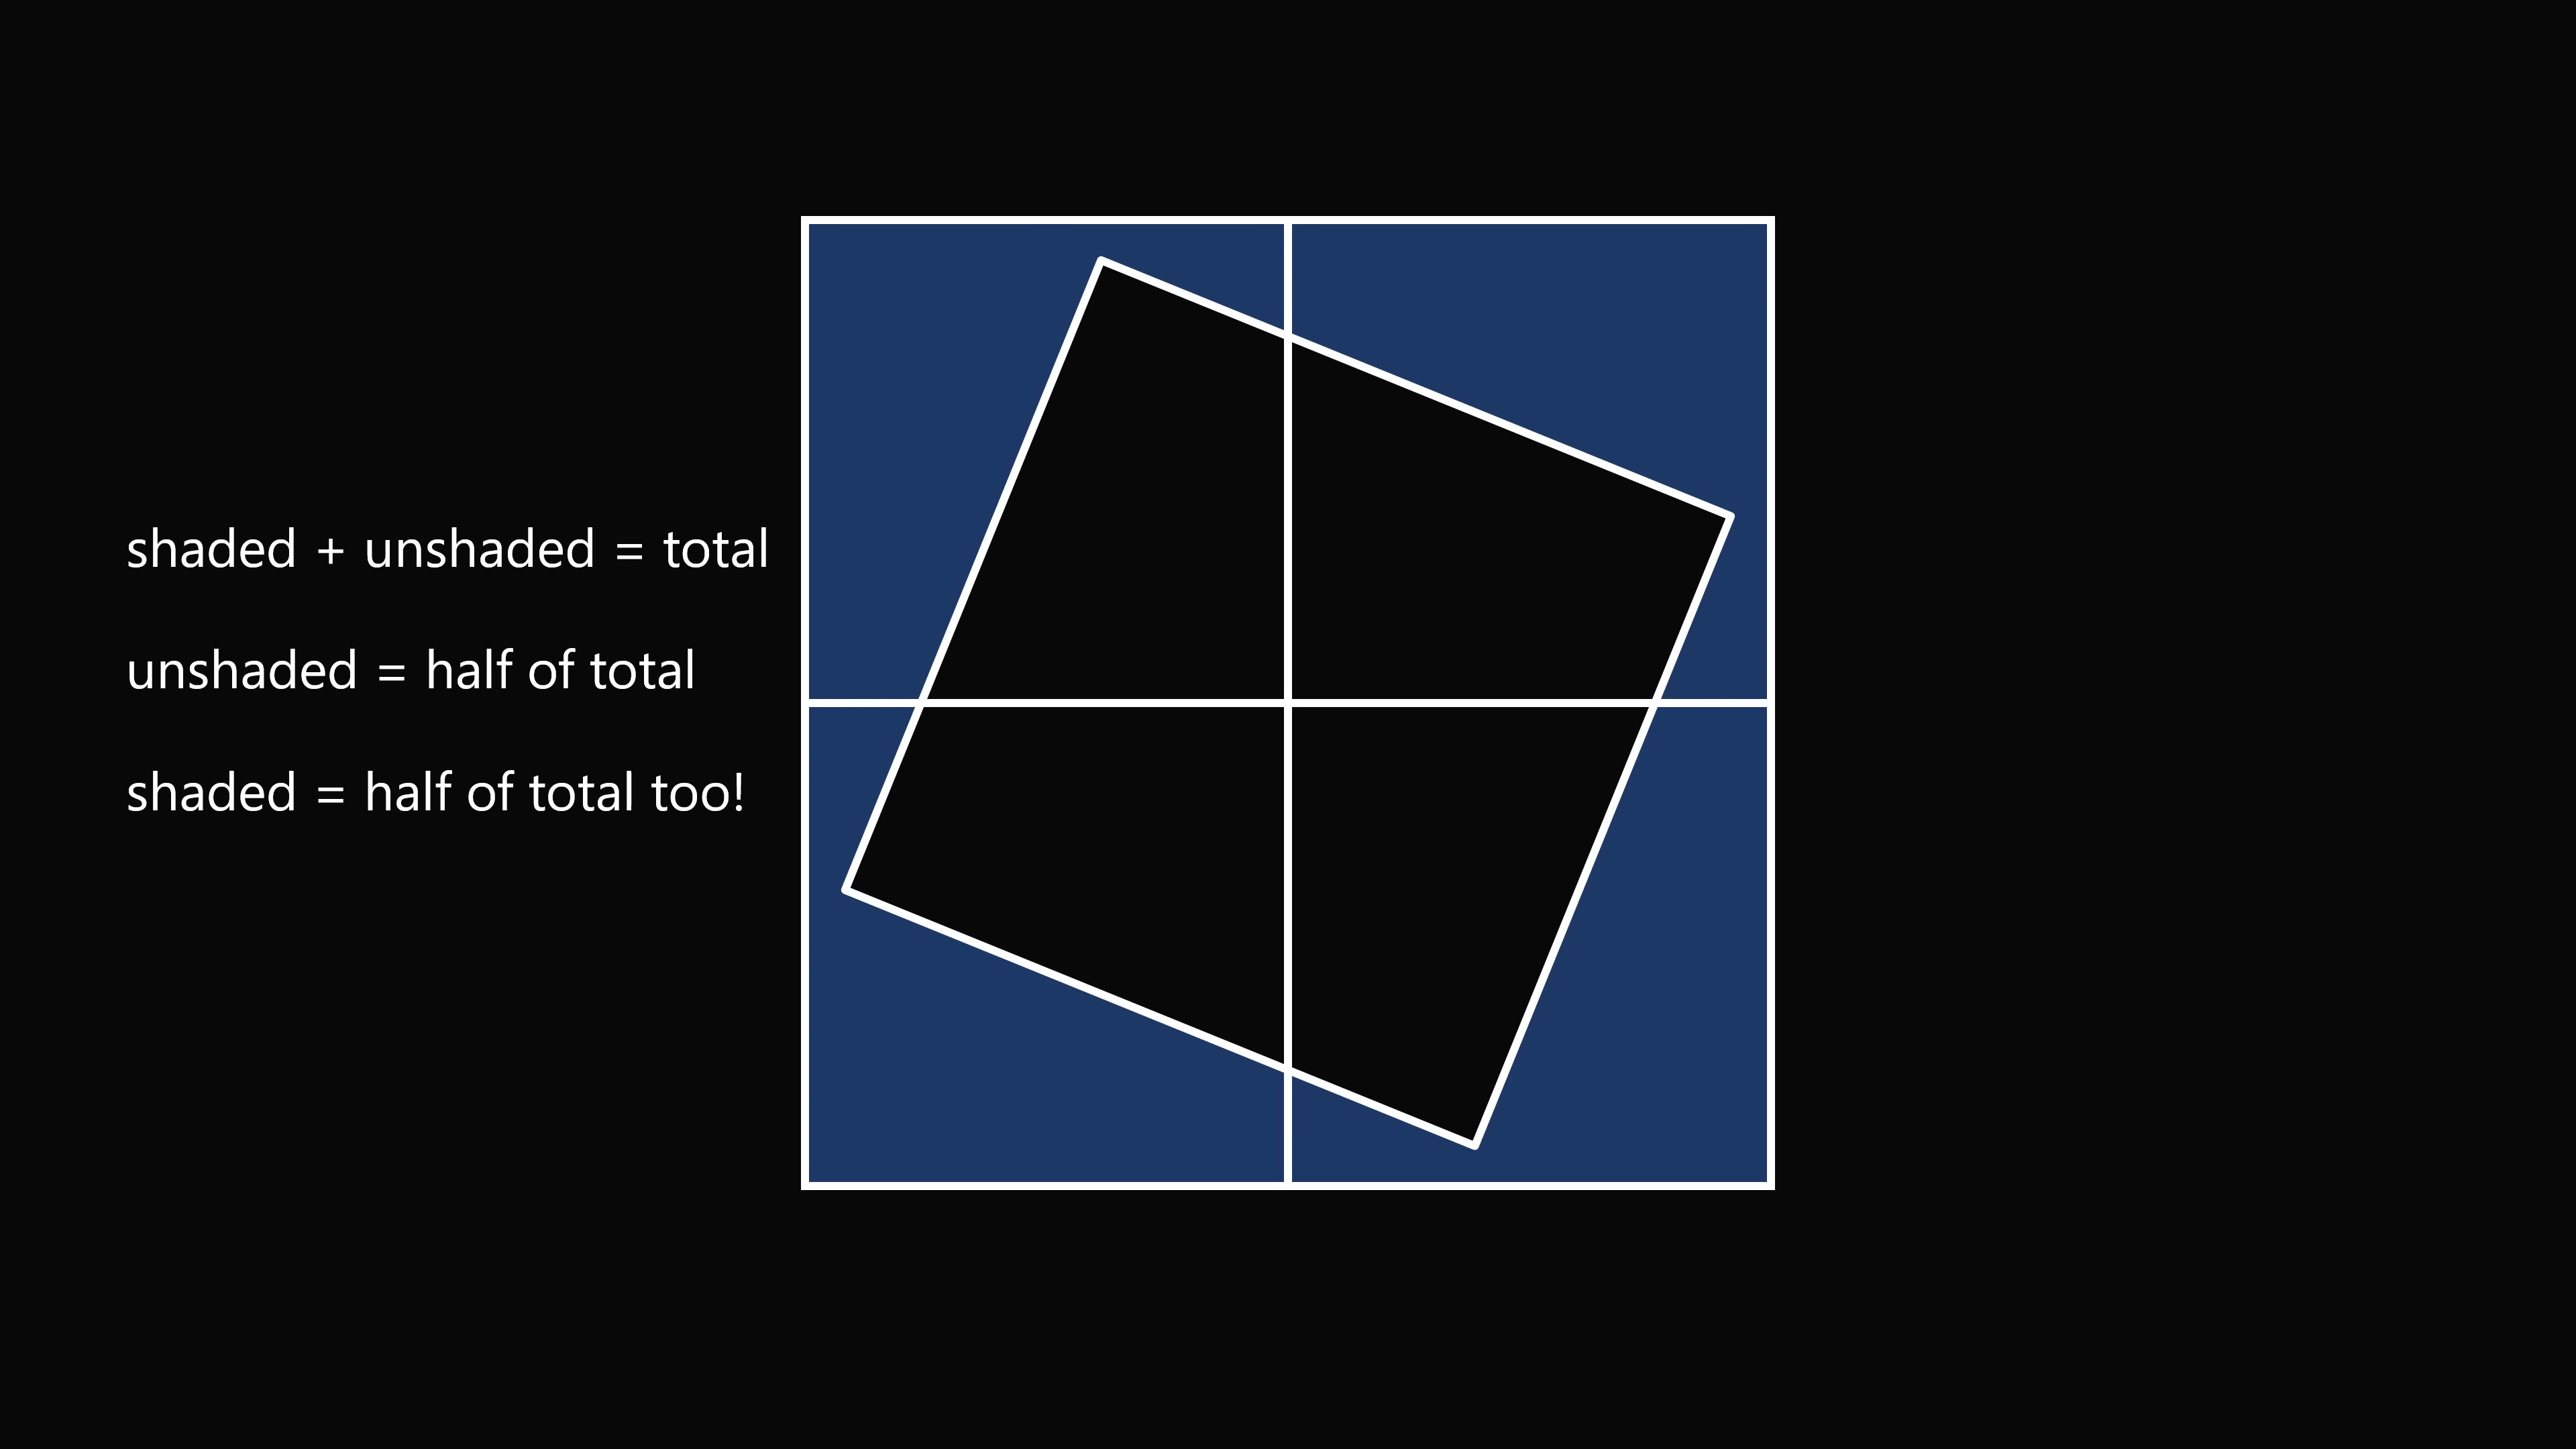 shaded + unshaded = total
unshaded = half of total
shaded = half of total too!